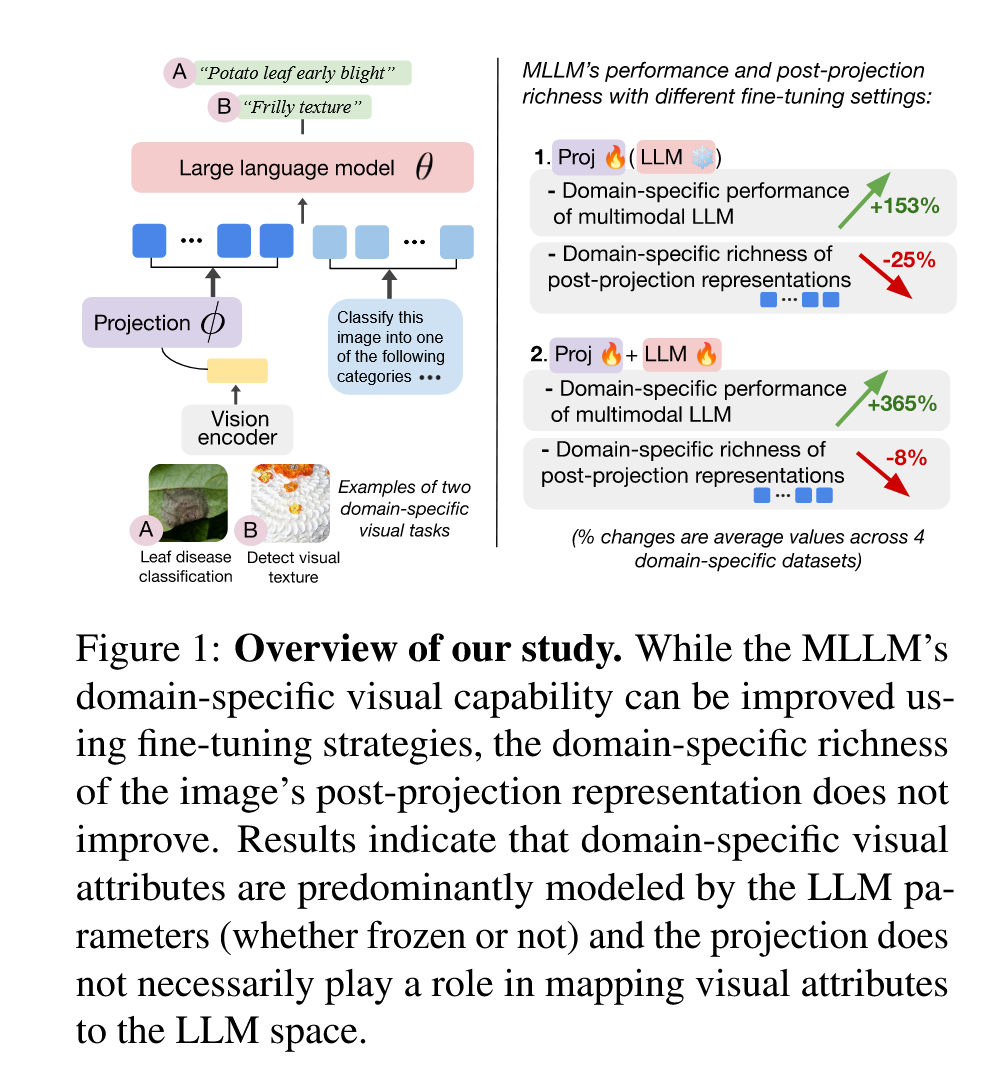 A "Potato leaf early blight"
B "Frilly texture"
Large language model θ
...
...
Projection ϕ
Classify this
image into one
of the following
categories •••
Vision
encoder
A
B
Leaf disease
classification
Detect visual
texture
Examples of two
domain-specific
visual tasks
MLLM's performance and post-projection
richness with different fine-tuning settings:
1. Proj 🔥 ( LLM ❄️ )
- Domain-specific performance
of multimodal LLM
+153%
- Domain-specific richness of
post-projection representations
...
-25%
2. Proj 🔥 + LLM 🔥
- Domain-specific performance
of multimodal LLM
+365%
- Domain-specific richness of
post-projection representations
...
-8%
(% changes are average values across 4
domain-specific datasets)
Figure 1: Overview of our study. While the MLLM's
domain-specific visual capability can be improved us-
ing fine-tuning strategies, the domain-specific richness
of the image's post-projection representation does not
improve. Results indicate that domain-specific visual
attributes are predominantly modeled by the LLM pa-
rameters (whether frozen or not) and the projection does
not necessarily play a role in mapping visual attributes
to the LLM space.